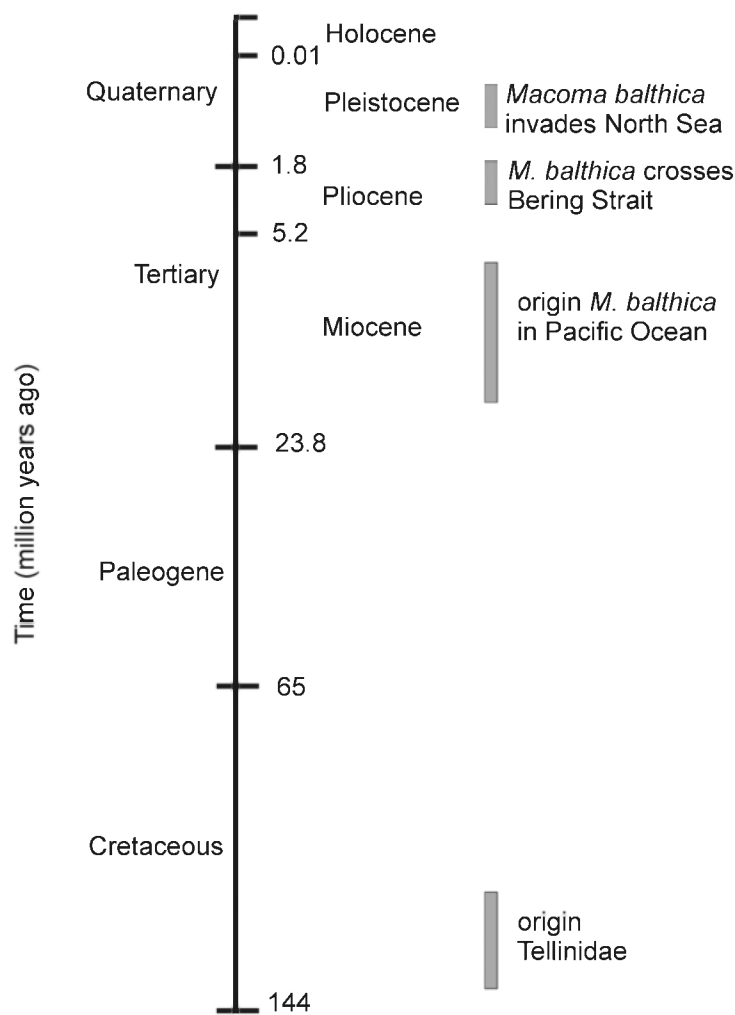 Holocene
0.01
Quaternary
Pleistocene
Macoma balthica
invades North Sea
1.8
M. balthica crosses
Bering Strait
Pliocene
5.2
Tertiary
origin M. balthica
in Pacific Ocean
Miocene
Time (million years ago)
23.8
Paleogene
65
Cretaceous
origin
Tellinidae
144